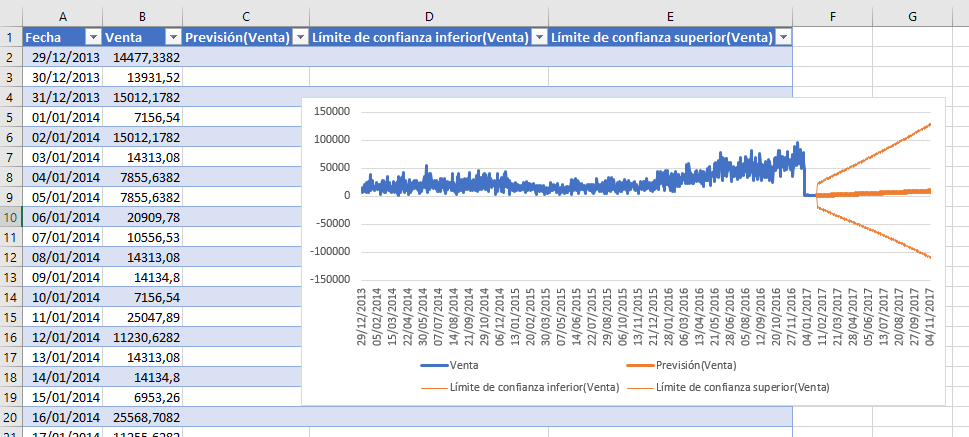 A B C D E F G
1 Fecha Venta Previsión(Venta) Límite de confianza inferior(Venta) Límite de confianza superior(Venta)
2 29/12/2013 14477,3382
3 30/12/2013 13931,52
4 31/12/2013 15012,1782
5 01/01/2014 7156,54
6 02/01/2014 15012,1782
7 03/01/2014 14313,08
8 04/01/2014 7855,6382
9 05/01/2014 7855,6382
10 06/01/2014 20909,78
11 07/01/2014 10556,53
12 08/01/2014 14313,08
13 09/01/2014 14134,8
14 10/01/2014 7156,54
15 11/01/2014 25047,89
16 12/01/2014 11230,6282
17 13/01/2014 14313,08
18 14/01/2014 14134,8
19 15/01/2014 6953,26
20 16/01/2014 25568,7082
17/01/2014 11255,6282
150000
100000
50000
0
-50000
-100000
-150000
29/12/2013
05/02/2014
15/03/2014
22/04/2014
30/05/2014
07/07/2014
14/08/2014
21/09/2014
29/10/2014
06/12/2014
13/01/2015
20/02/2015
30/03/2015
07/05/2015
14/06/2015
22/07/2015
29/08/2015
06/10/2015
13/11/2015
21/12/2015
28/01/2016
06/03/2016
13/04/2016
21/05/2016
28/06/2016
05/08/2016
12/09/2016
20/10/2016
27/11/2016
04/01/2017
11/02/2017
21/03/2017
28/04/2017
05/06/2017
13/07/2017
20/08/2017
27/09/2017
04/11/2017
Venta Previsión(Venta)
Límite de confianza inferior(Venta) Límite de confianza superior(Venta)